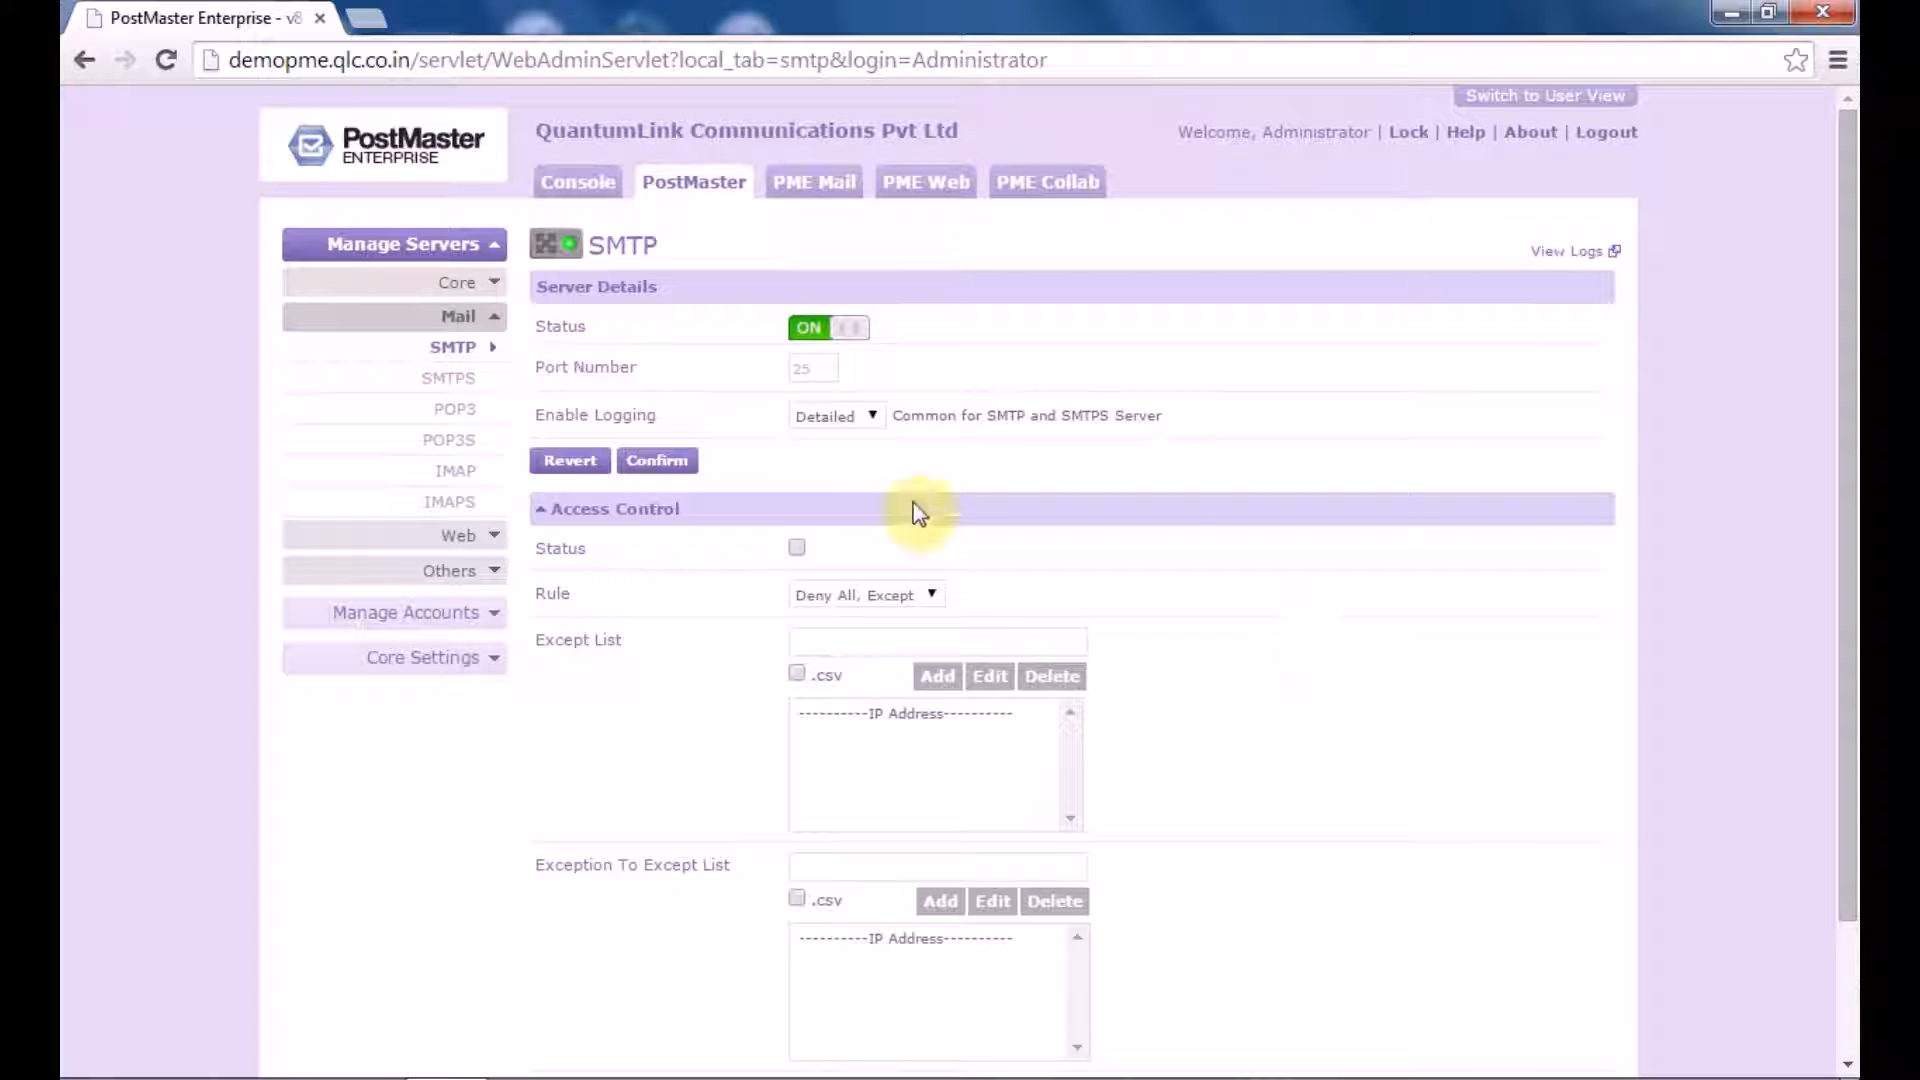 PostMaster Enterprise - v8
demopme.qlc.co.in/servlet/WebAdminServlet?local_tab=smtp&login=Administrator
Switch to User View
PostMaster
ENTERPRISE
QuantumLink Communications Pvt Ltd
Welcome, Administrator | Lock | Help | About | Logout
Console PostMaster PME Mail PME Web PME Collab
Manage Servers
Core
Mail
SMTP
SMTPS
POP3
POP3S
IMAP
IMAPS
Web
Others
Manage Accounts
Core Settings
SMTP
View Logs
Server Details
Status ON
Port Number 25
Enable Logging Detailed Common for SMTP and SMTPS Server
Revert Confirm
Access Control
Status
Rule Deny All, Except
Except List
.csv Add Edit Delete
----------IP Address----------
Exception To Except List
.csv Add Edit Delete
----------IP Address----------